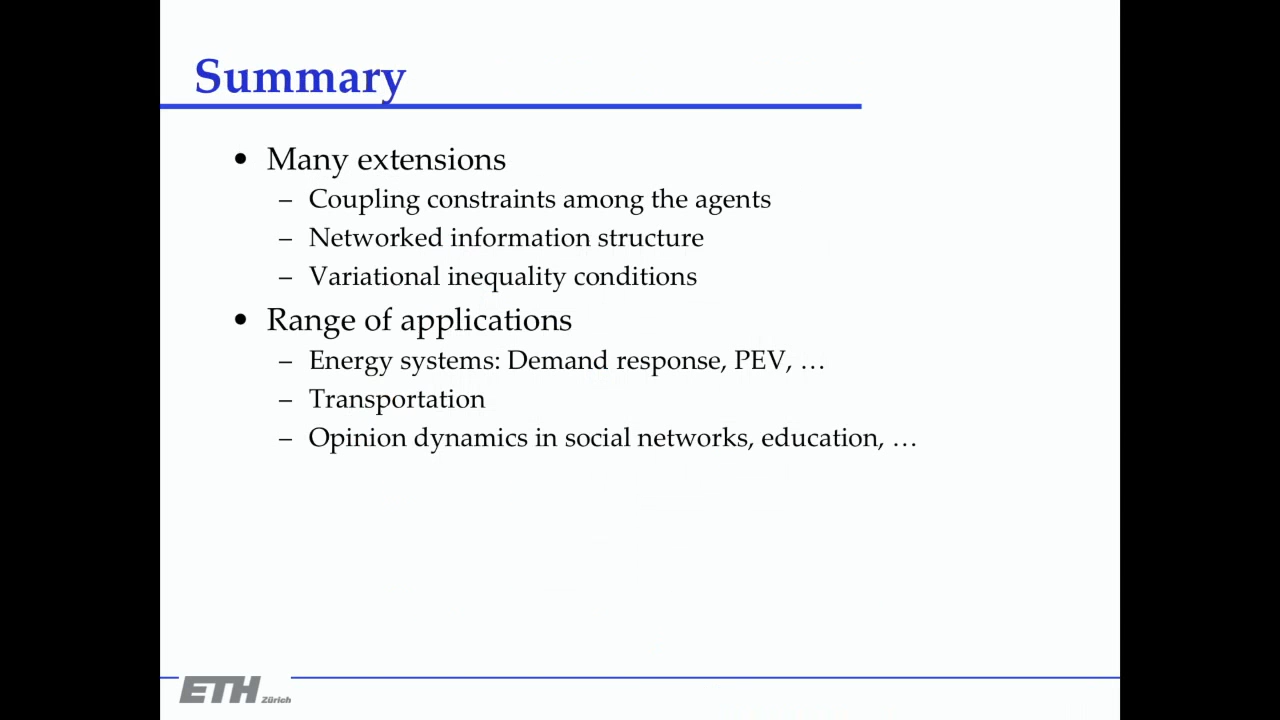 Summary
• Many extensions
– Coupling constraints among the agents
– Networked information structure
– Variational inequality conditions
• Range of applications
– Energy systems: Demand response, PEV, …
– Transportation
– Opinion dynamics in social networks, education, …
ETH Zürich